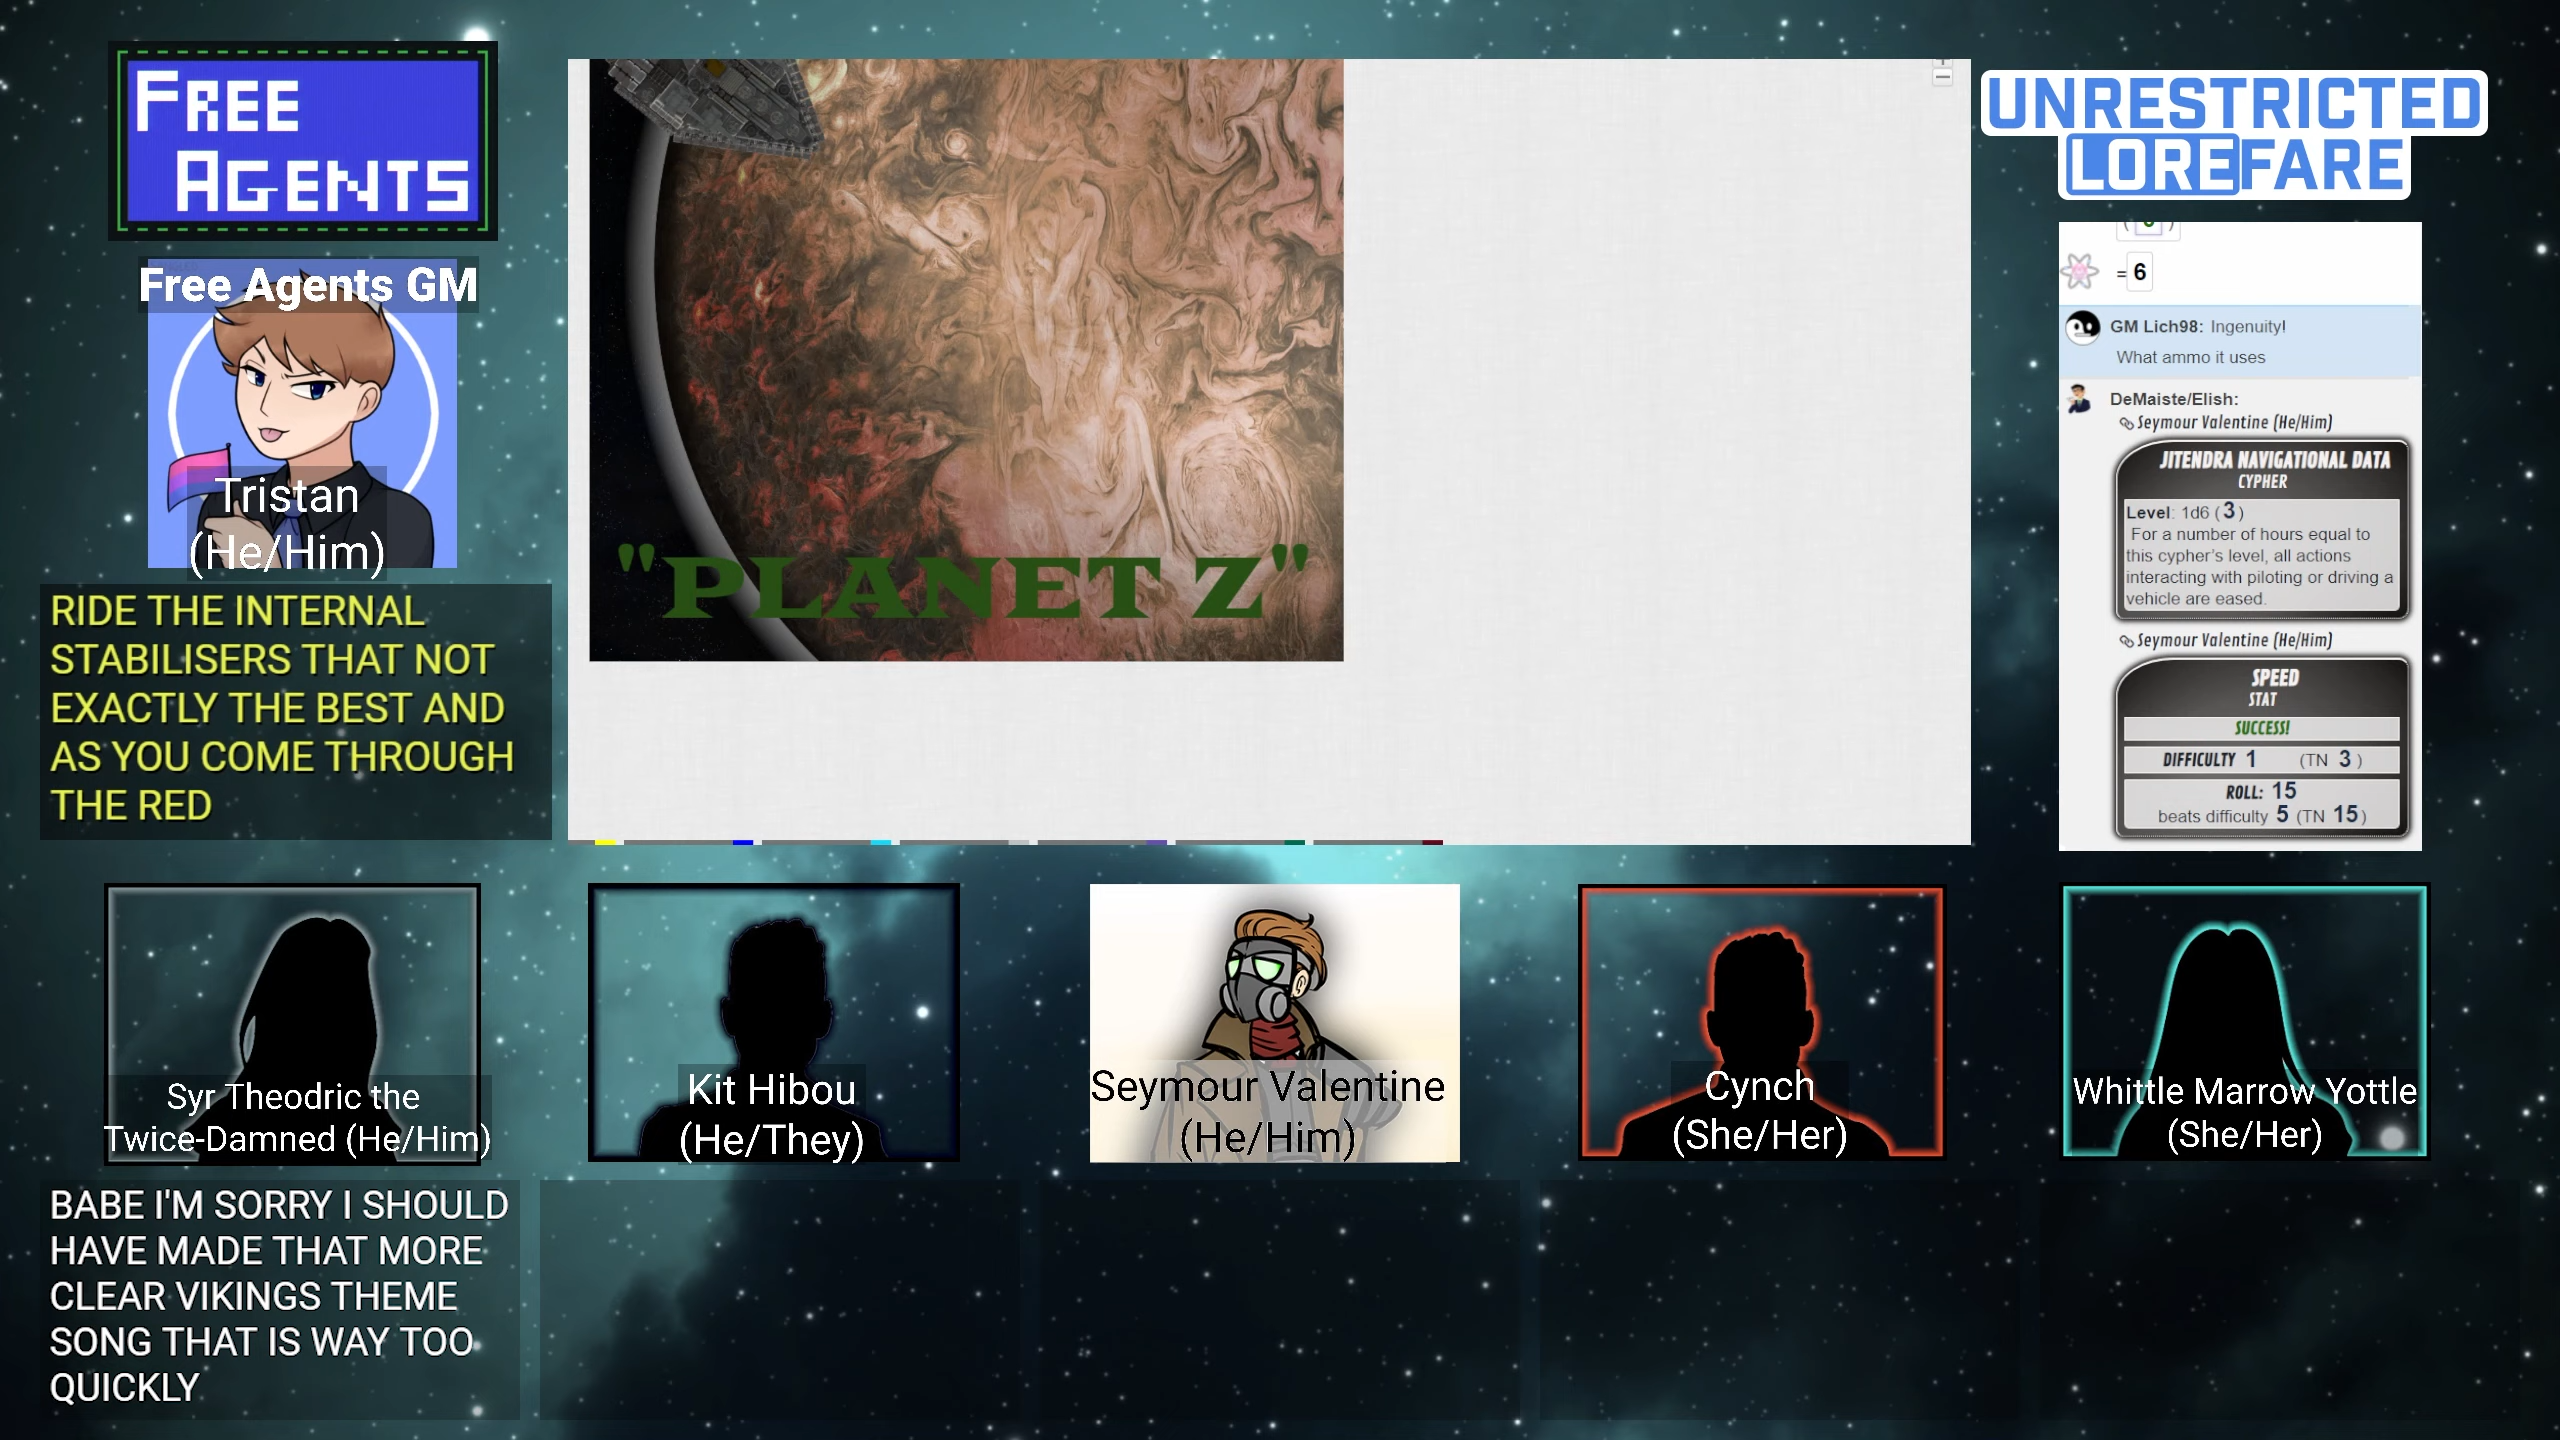 FREE
AGENTS
Free Agents GM
Tristan
(He/Him)
RIDE THE INTERNAL
STABILISERS THAT NOT
EXACTLY THE BEST AND
AS YOU COME THROUGH
THE RED
"PLANET Z"
UNRESTRICTED
LOREFARE
= 6
GM Lich98: Ingenuity!
What ammo it uses
DeMaiste/Elish:
Seymour Valentine (He/Him)
JITENDRA NAVIGATIONAL DATA
CYPHER
Level: 1d6 (3)
For a number of hours equal to
this cypher's level, all actions
interacting with piloting or driving a
vehicle are eased.
Seymour Valentine (He/Him)
SPEED
STAT
SUCCESS!
DIFFICULTY 1 (TN 3)
ROLL: 15
beats difficulty 5 (TN 15)
Syr Theodric the
Twice-Damned (He/Him)
Kit Hibou
(He/They)
Seymour Valentine
(He/Him)
Cynch
(She/Her)
Whittle Marrow Yottle
(She/Her)
BABE I'M SORRY I SHOULD
HAVE MADE THAT MORE
CLEAR VIKINGS THEME
SONG THAT IS WAY TOO
QUICKLY